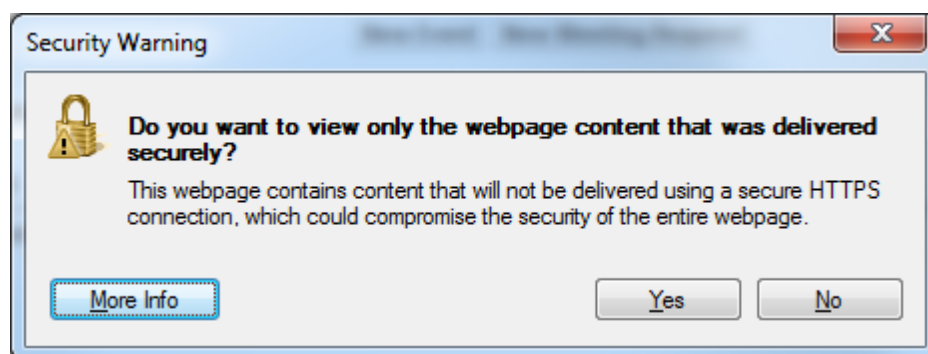 Security Warning
Do you want to view only the webpage content that was delivered
securely?
This webpage contains content that will not be delivered using a secure HTTPS
connection, which could compromise the security of the entire webpage.
More Info
Yes
No